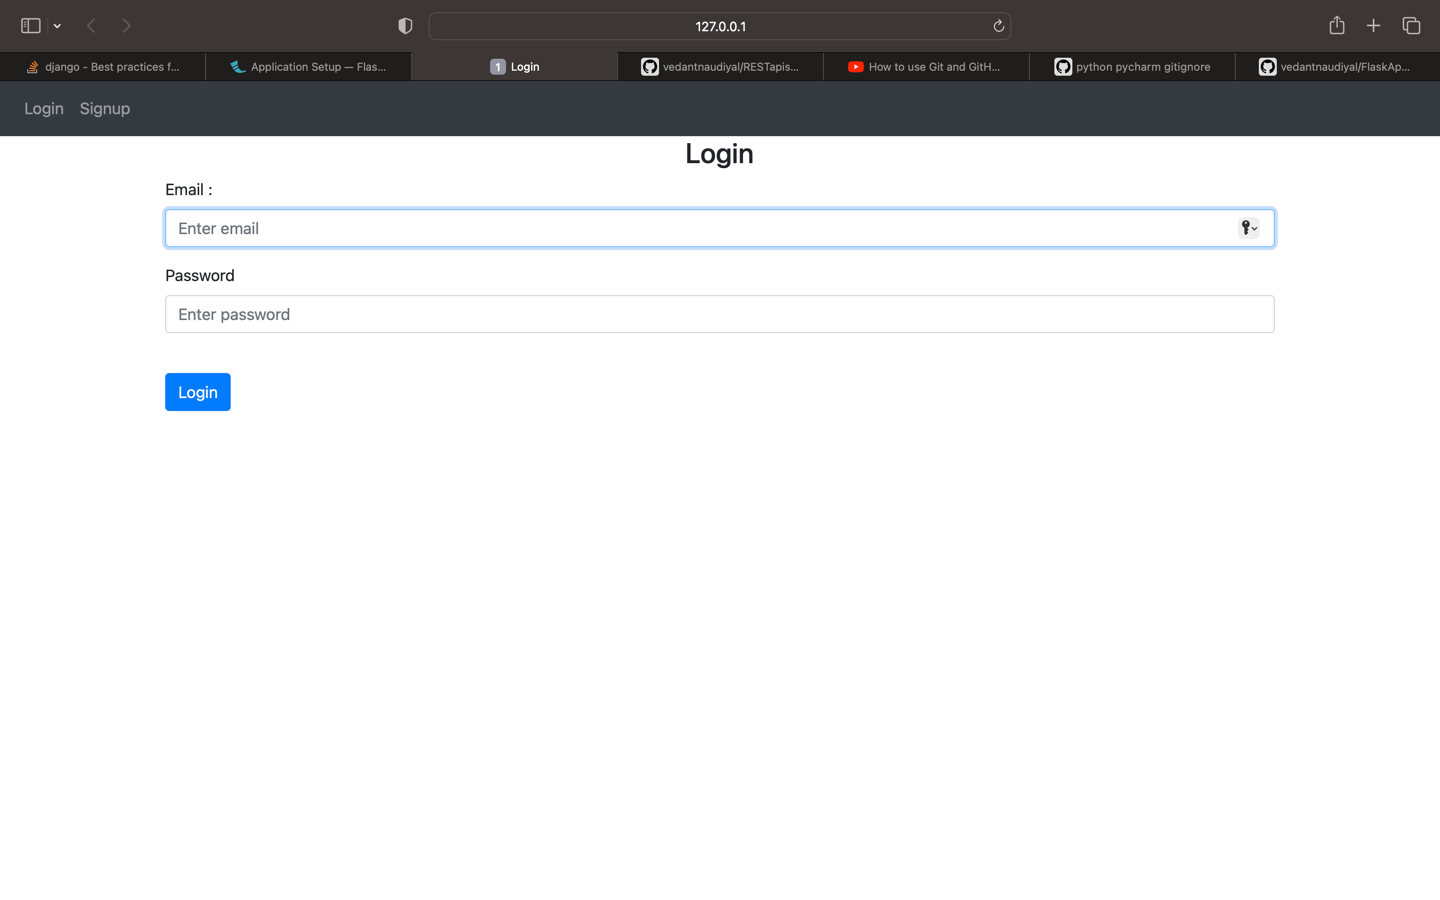 127.0.0.1
django - Best practices f...
Application Setup — Flas...
1 Login
vedantnaudiyal/RESTapis...
How to use Git and GitH...
python pycharm gitignore
vedantnaudiyal/FlaskAp...
Login Signup
Login
Email :
Enter email
Password
Enter password
Login